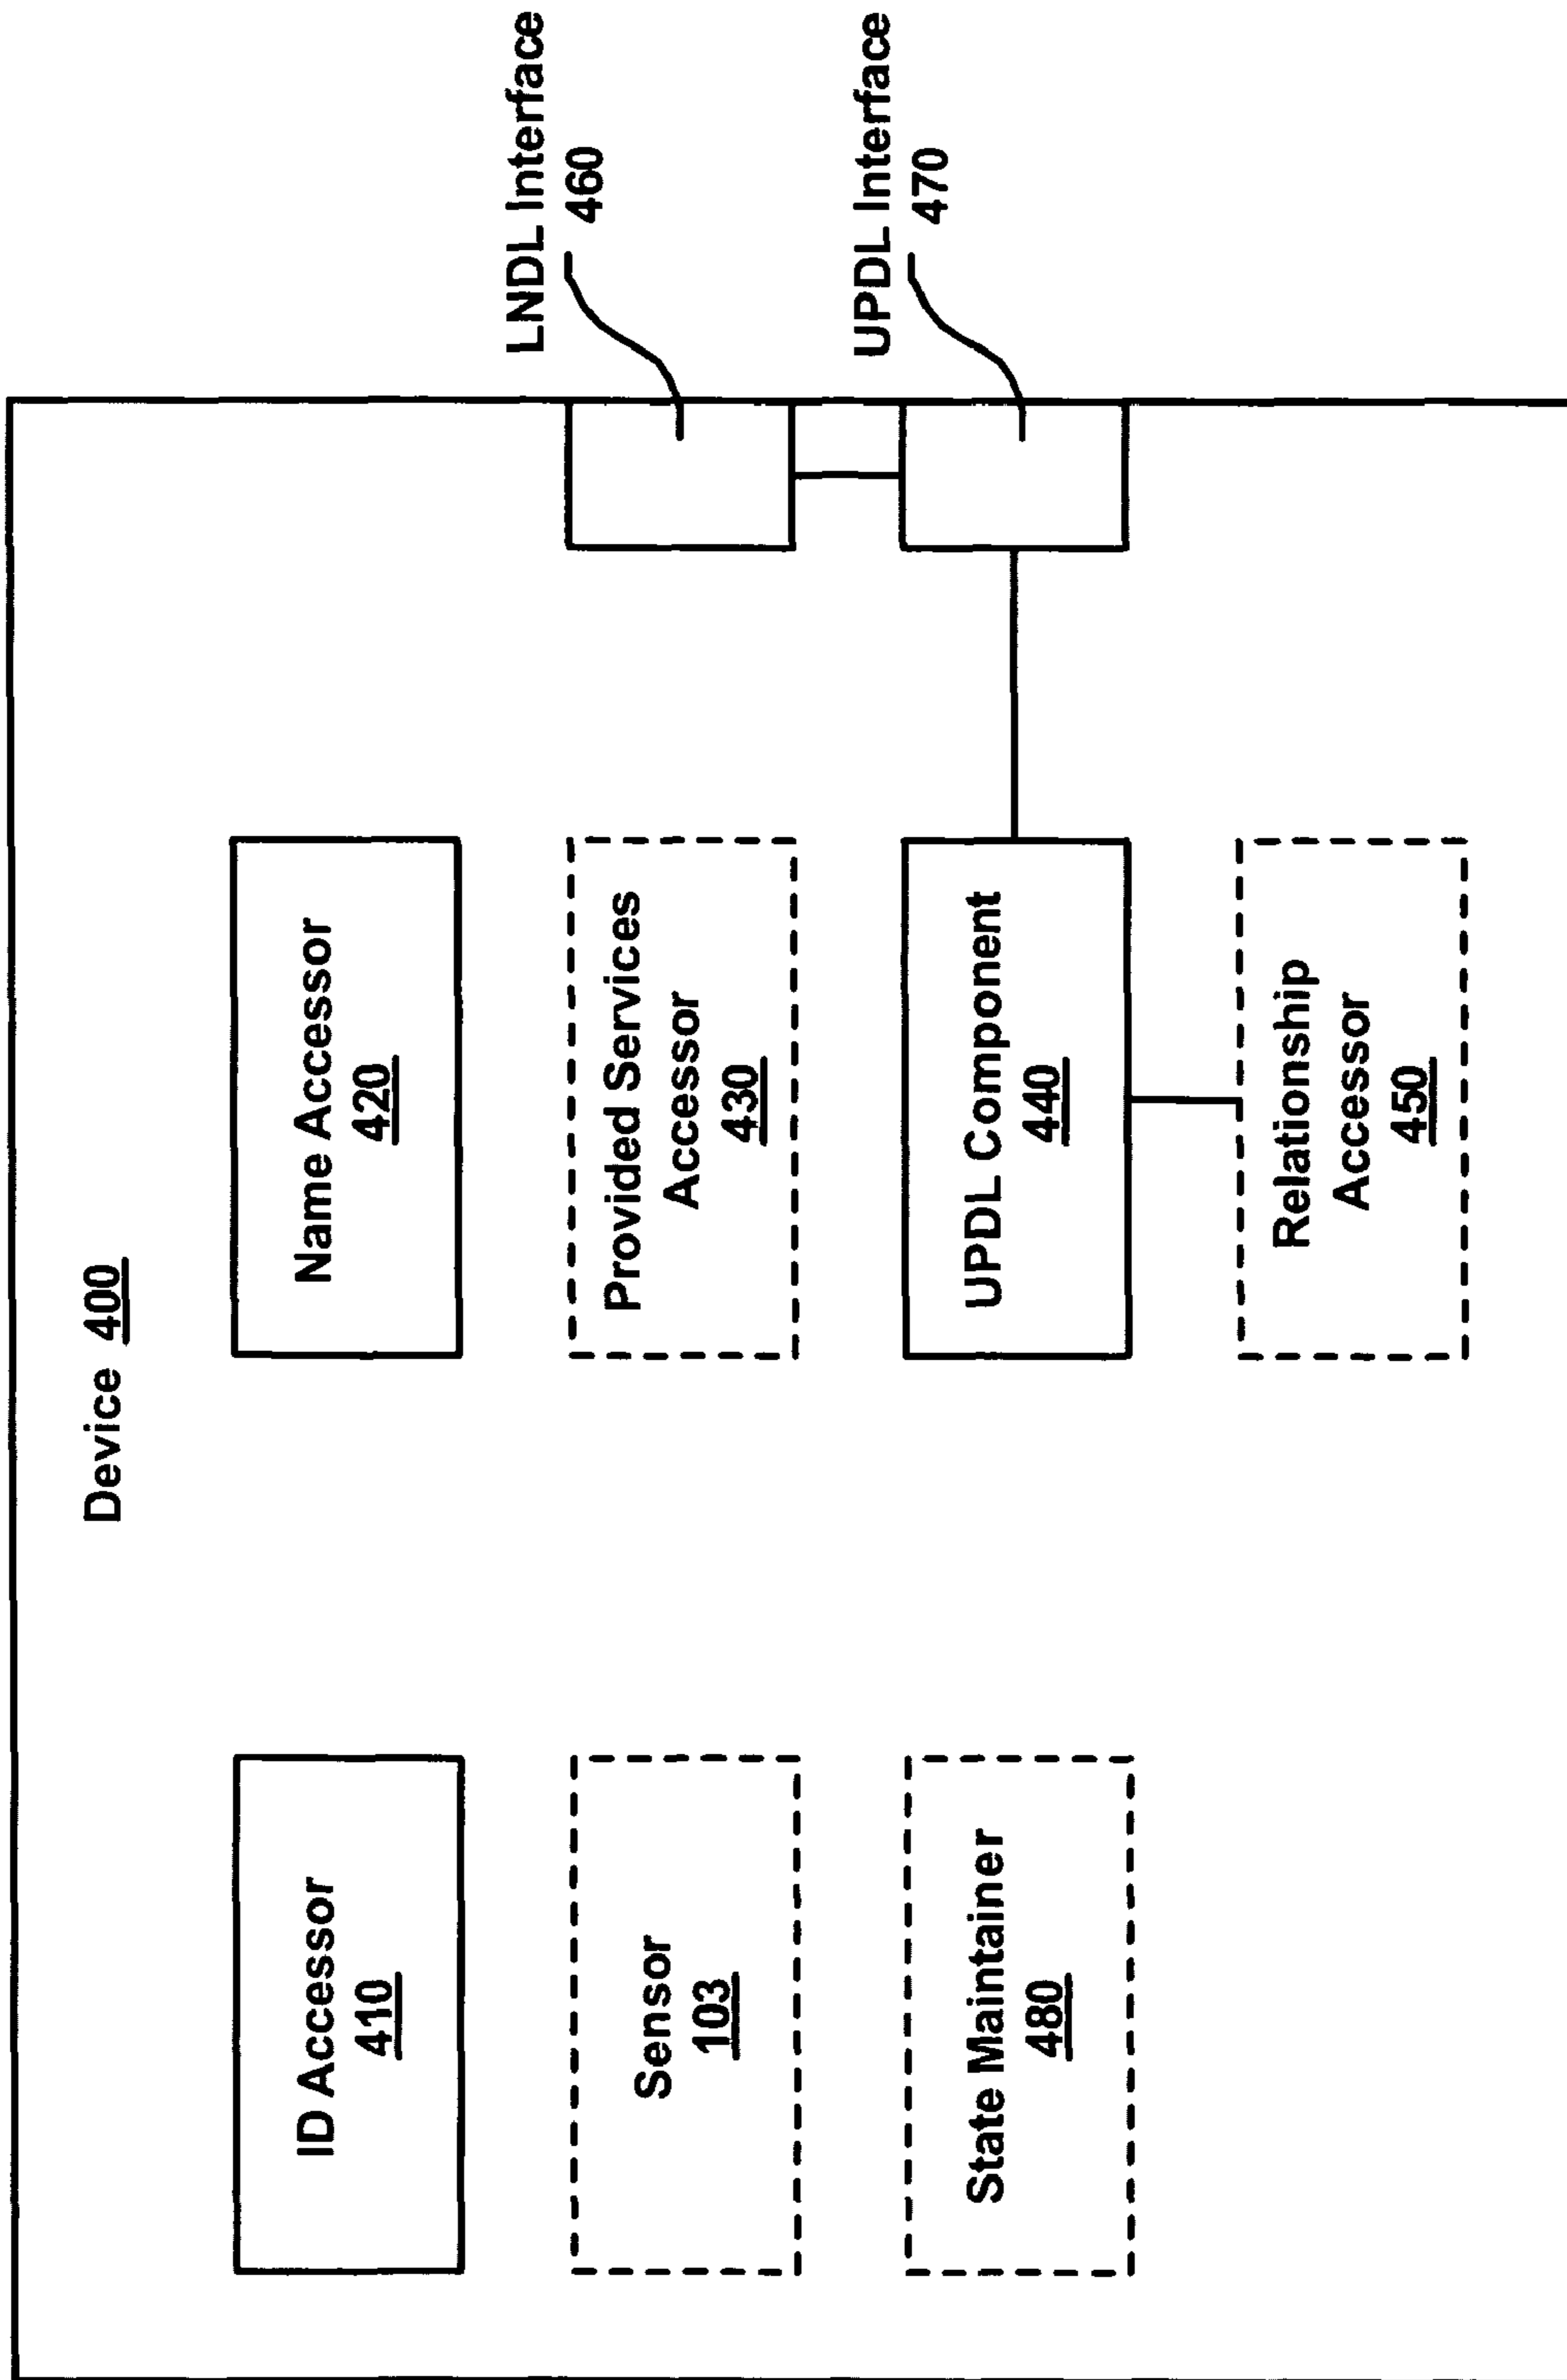 Device 400
ID Accessor
410
Name Accessor
420
LNDL Interface
460
Sensor
103
Provided Services
Accessor
430
UPDL Interface
470
State Maintainer
480
UPDL Component
440
Relationship
Accessor
450